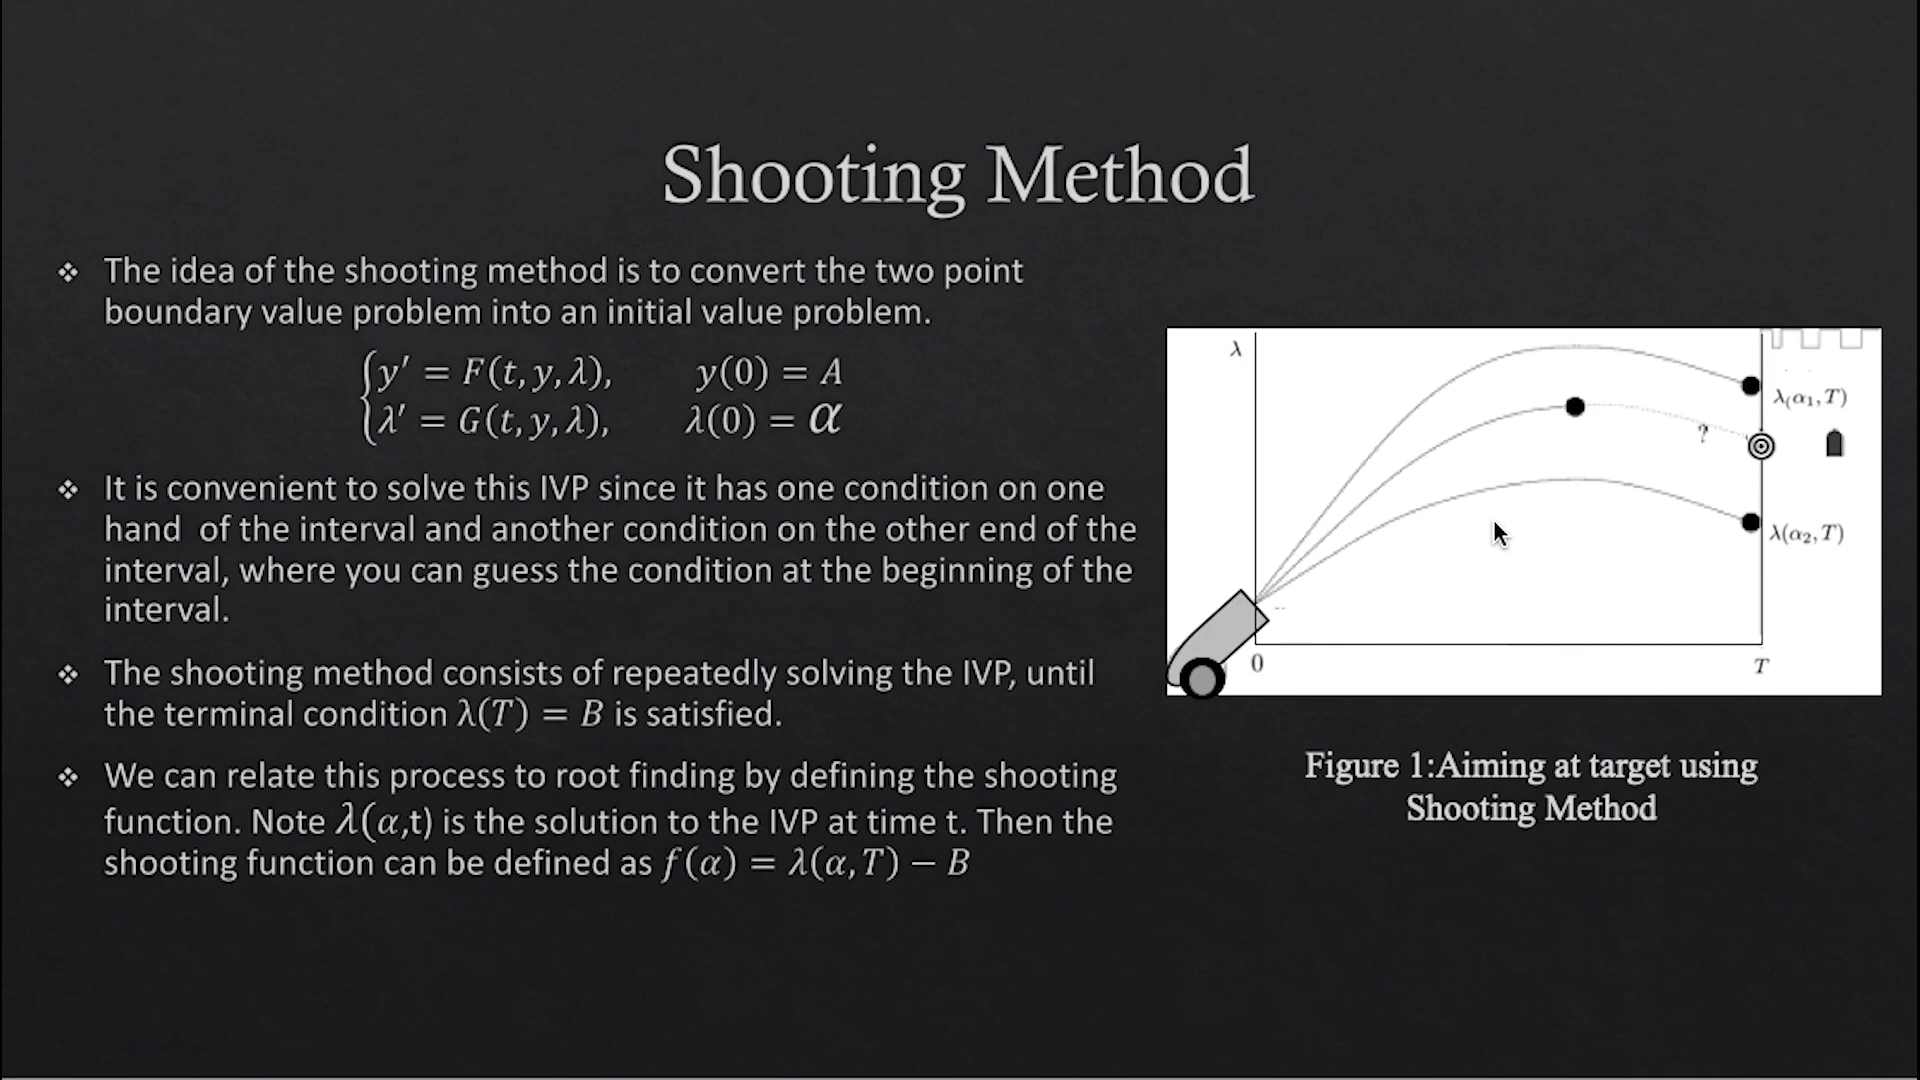 Shooting Method
❖ The idea of the shooting method is to convert the two point
boundary value problem into an initial value problem.
{y′ = F(t, y, λ), y(0) = A
λ′ = G(t, y, λ), λ(0) = α
❖ It is convenient to solve this IVP since it has one condition on one
hand of the interval and another condition on the other end of the
interval, where you can guess the condition at the beginning of the
interval.
❖ The shooting method consists of repeatedly solving the IVP, until
the terminal condition λ(T) = B is satisfied.
❖ We can relate this process to root finding by defining the shooting
function. Note λ(α,t) is the solution to the IVP at time t. Then the
shooting function can be defined as f(α) = λ(α, T) − B
λ
λ(α₁, T)
?
λ(α₂, T)
0
T
Figure 1:Aiming at target using
Shooting Method